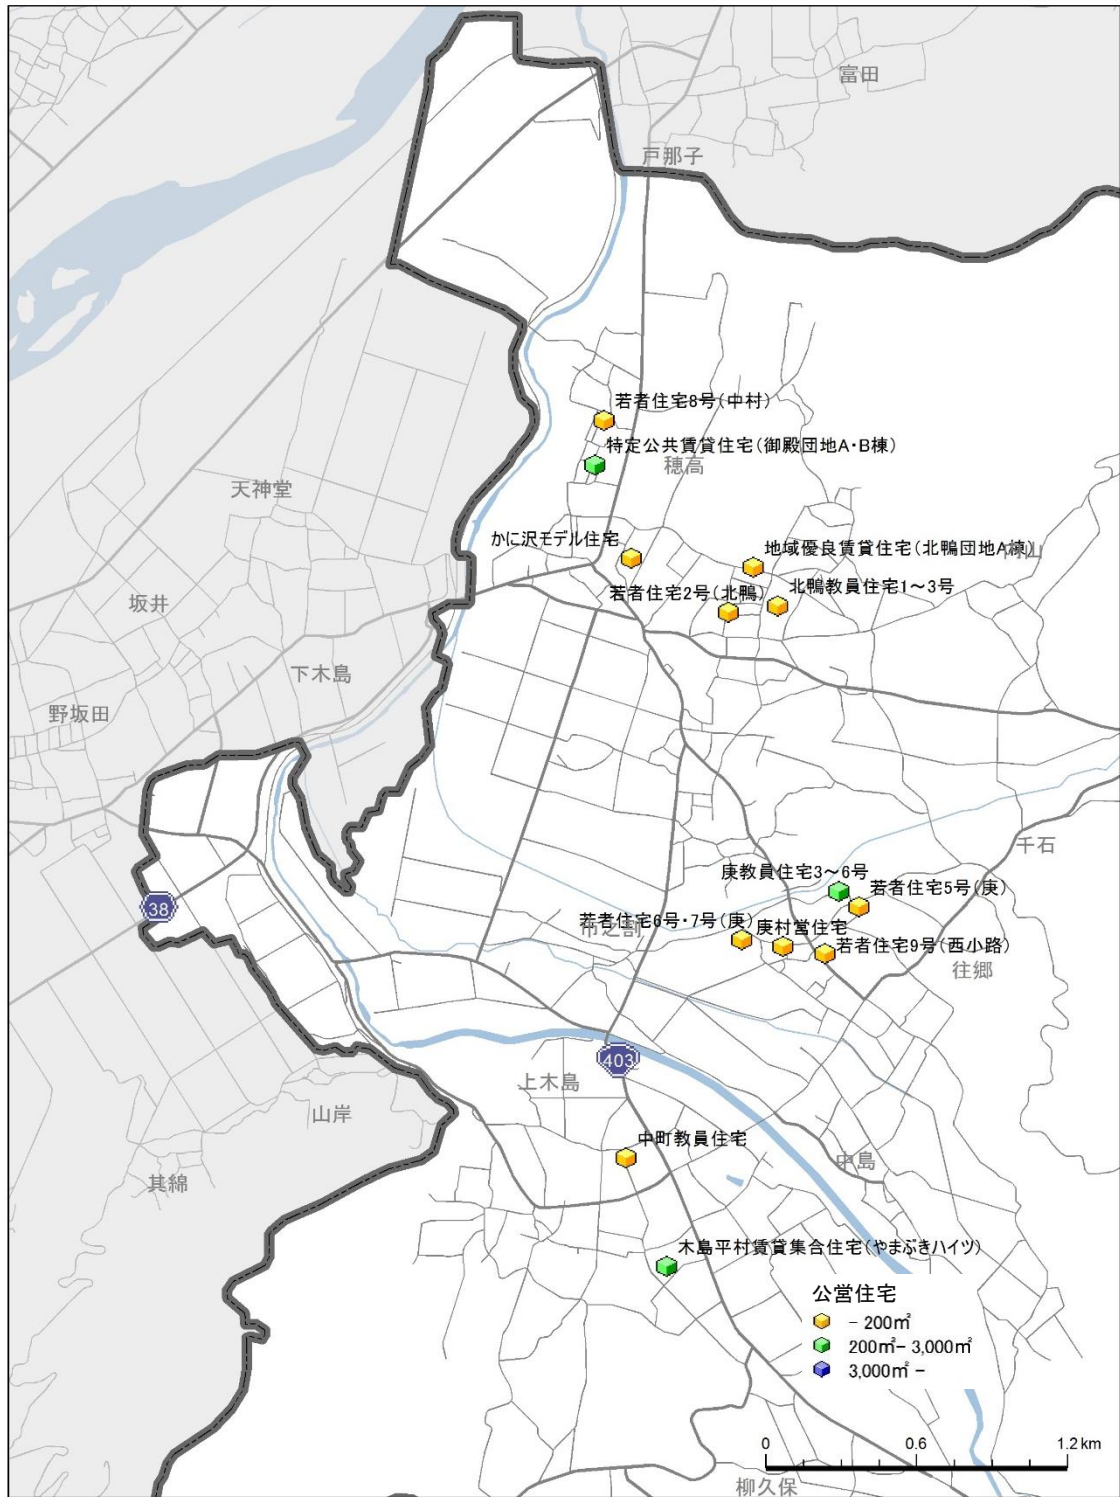 富田
戸那子
若者住宅8号(中村)
特定公共賃貸住宅(御殿団地A・B棟)
穂高
天神堂
かに沢モデル住宅
地域優良賃貸住宅(北鴨団地A棟)
若者住宅2号(北鴨)
北鴨教員住宅1~3号
坂井
下木島
野坂田
千石
庚教員住宅3~6号
若者住宅5号(庚)
38
若者住宅6号・7号(庚)
市之割
庚村営住宅
若者住宅9号(西小路)
往郷
403
上木島
山岸
中町教員住宅
中島
其綿
木島平村賃貸集合住宅(やまぶきハイツ)
公営住宅
- 200㎡
200㎡- 3,000㎡
3,000㎡ -
0 0.6 1.2 km
柳久保